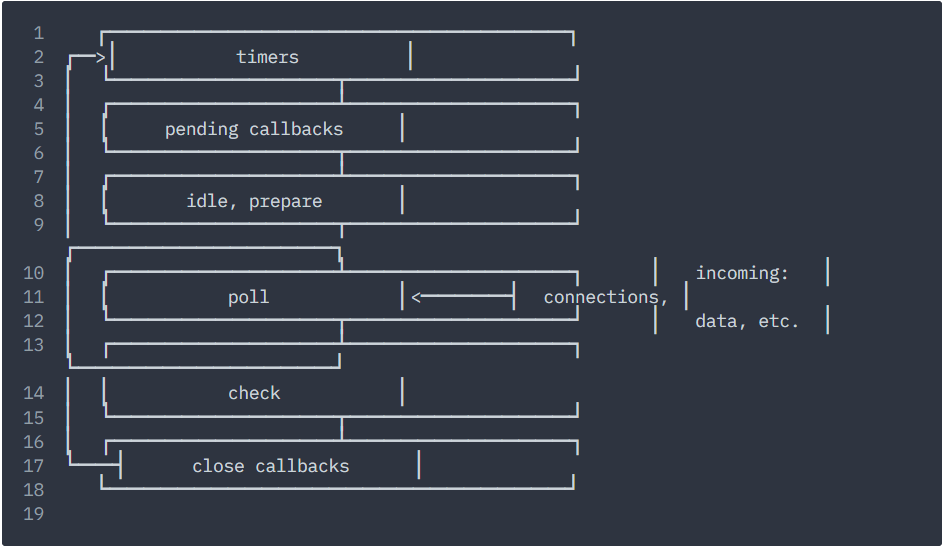 1
2 timers
3
4
5 pending callbacks
6
7
8 idle, prepare
9
10 incoming:
11 poll connections,
12 data, etc.
13
14 check
15
16
17 close callbacks
18
19